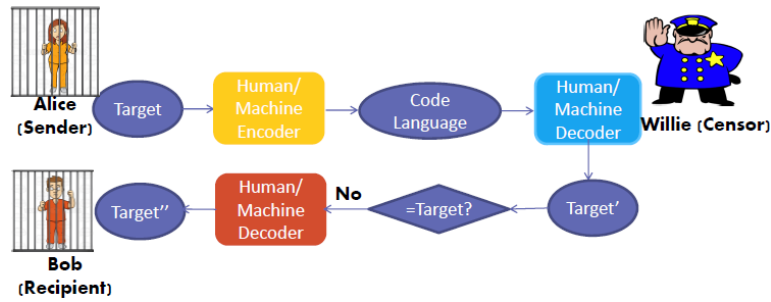 Alice
(Sender)
Target
Human/
Machine
Encoder
Code
Language
Human/
Machine
Decoder
Willie (Censor)
Target'
=Target?
No
Human/
Machine
Decoder
Target''
Bob
(Recipient)